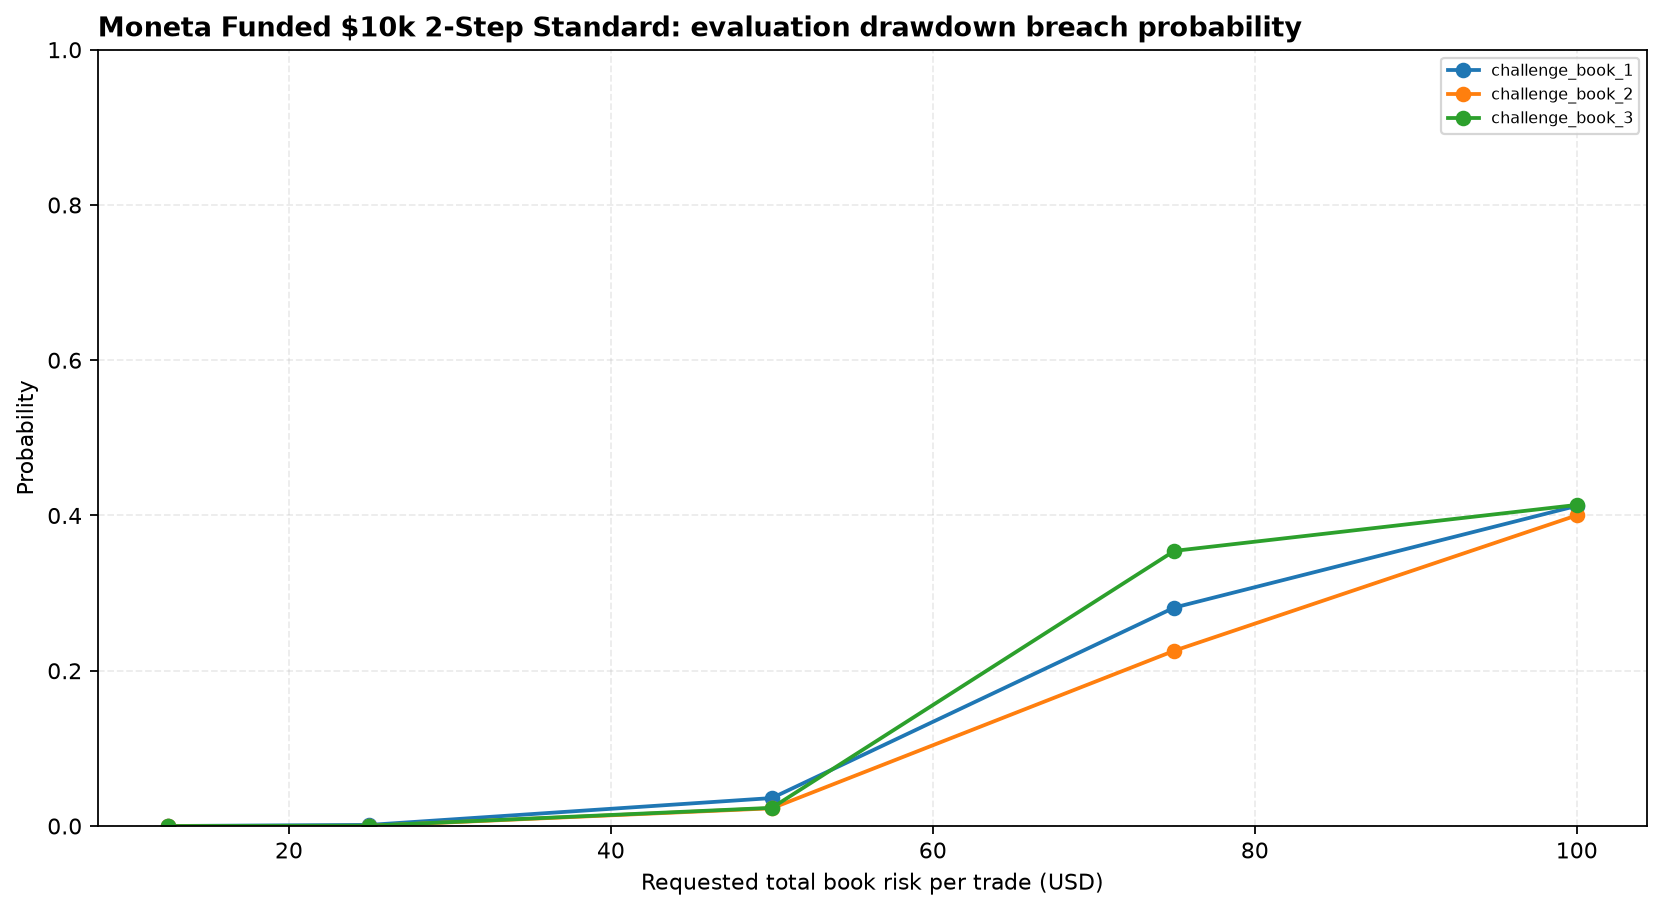 Moneta Funded $10k 2-Step Standard: evaluation drawdown breach probability
1.0
0.8
0.6
0.4
0.2
0.0
Probability
challenge_book_1
challenge_book_2
challenge_book_3
20
40
60
80
100
Requested total book risk per trade (USD)